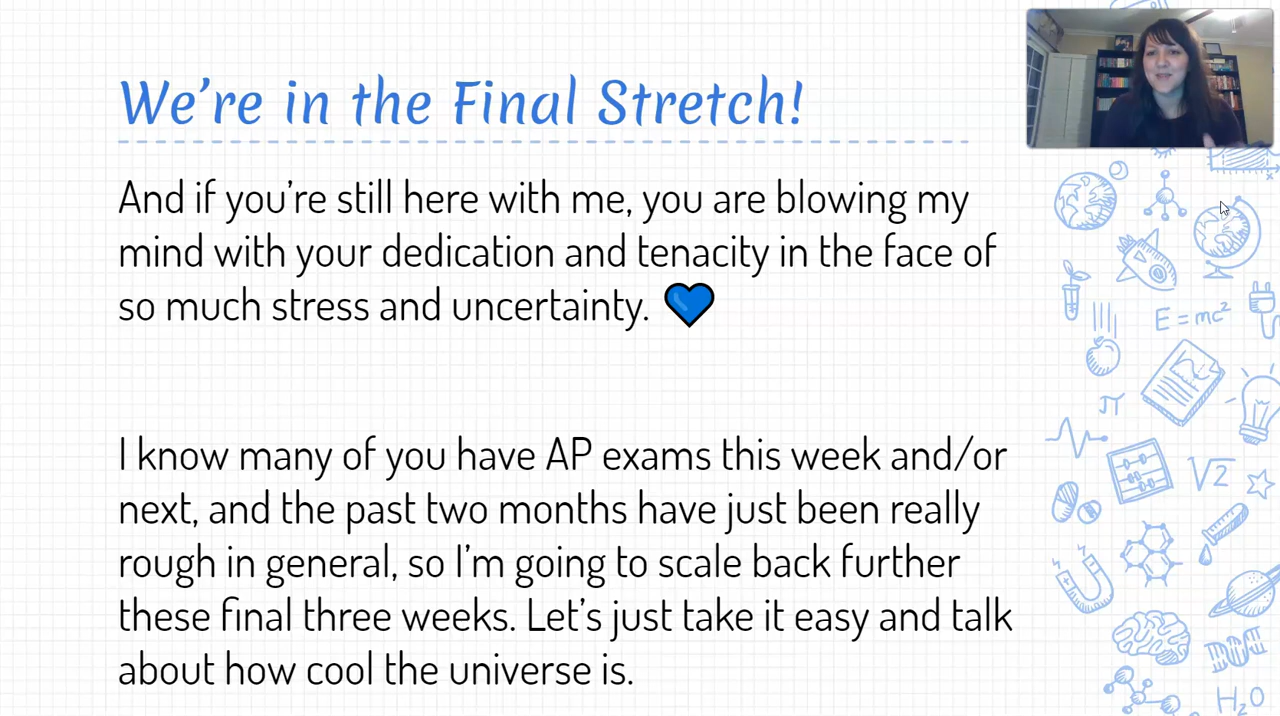 We're in the Final Stretch!
And if you're still here with me, you are blowing my
mind with your dedication and tenacity in the face of
so much stress and uncertainty. 💙
I know many of you have AP exams this week and/or
next, and the past two months have just been really
rough in general, so I'm going to scale back further
these final three weeks. Let's just take it easy and talk
about how cool the universe is.
E=mc²
π
√2
H₂O